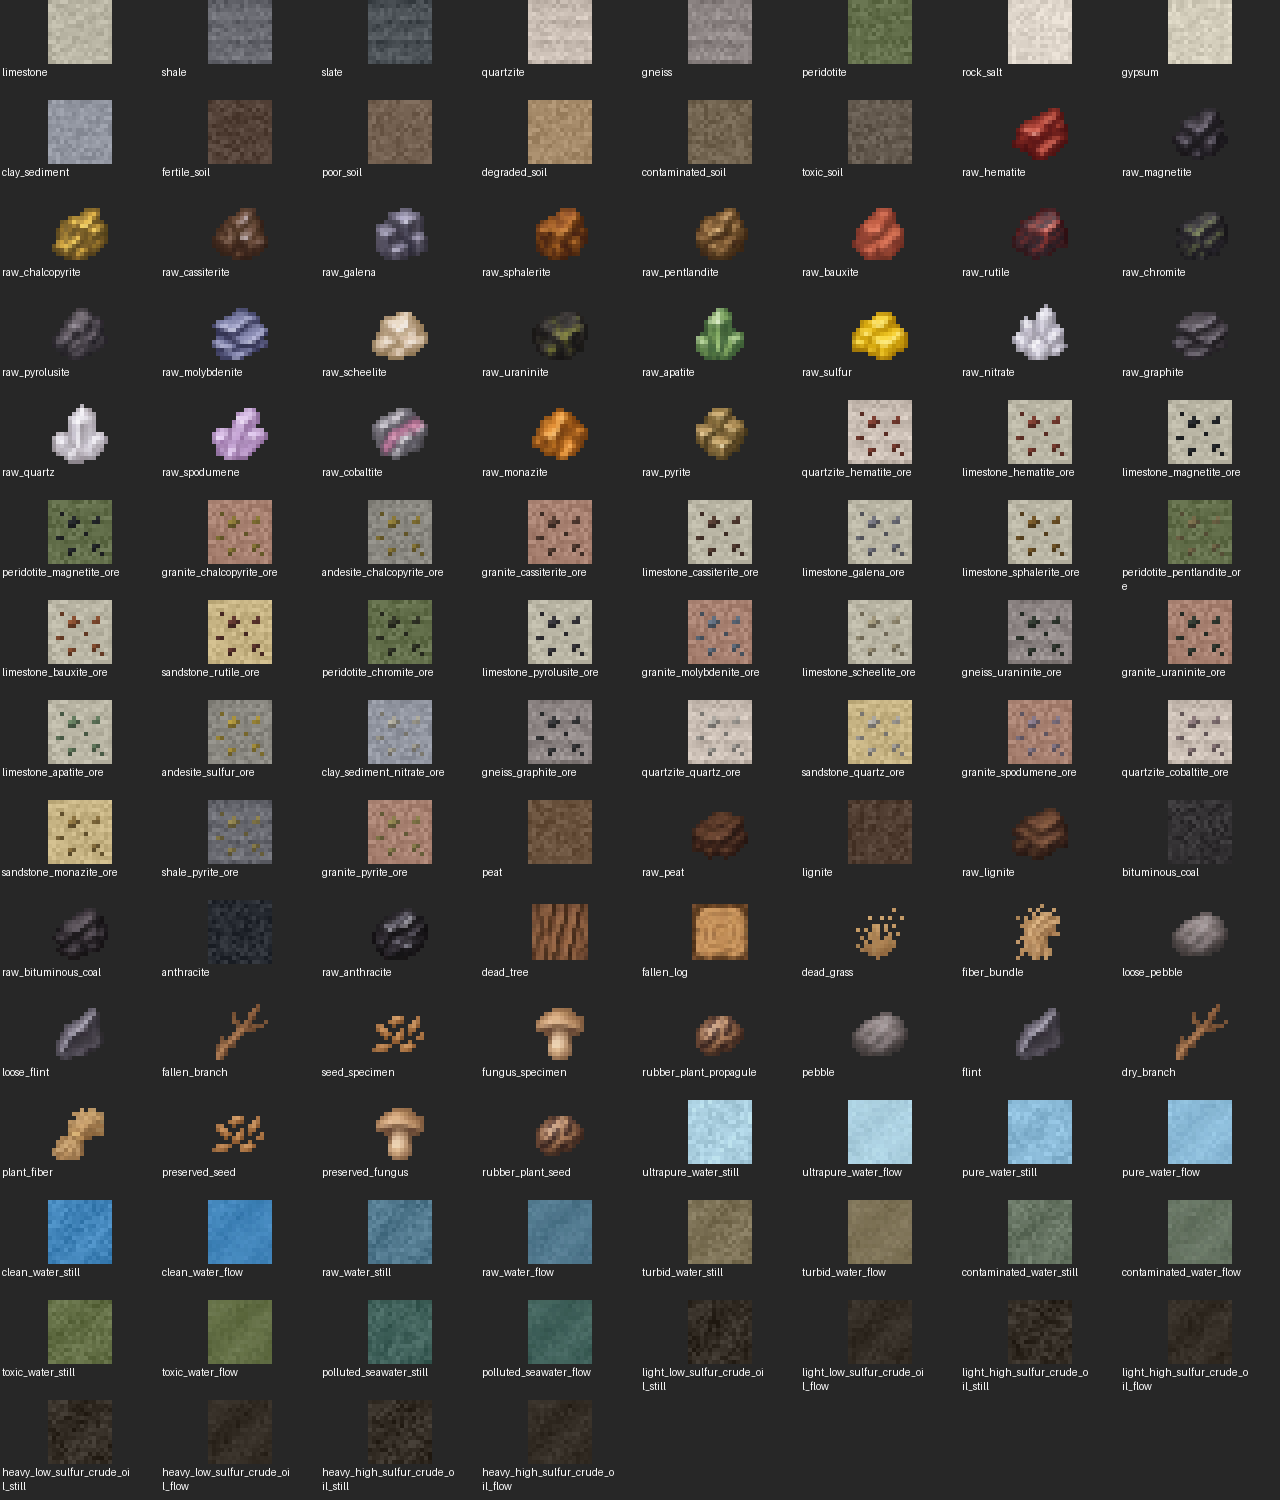 limestone shale slate quartzite gneiss peridotite rock_salt gypsum
clay_sediment fertile_soil poor_soil degraded_soil contaminated_soil toxic_soil raw_hematite raw_magnetite
raw_chalcopyrite raw_cassiterite raw_galena raw_sphalerite raw_pentlandite raw_bauxite raw_rutile raw_chromite
raw_pyrolusite raw_molybdenite raw_scheelite raw_uraninite raw_apatite raw_sulfur raw_nitrate raw_graphite
raw_quartz raw_spodumene raw_cobaltite raw_monazite raw_pyrite quartzite_hematite_ore limestone_hematite_ore limestone_magnetite_ore
peridotite_magnetite_ore granite_chalcopyrite_ore andesite_chalcopyrite_ore granite_cassiterite_ore limestone_cassiterite_ore limestone_galena_ore limestone_sphalerite_ore peridotite_pentlandite_or
e
limestone_bauxite_ore sandstone_rutile_ore peridotite_chromite_ore limestone_pyrolusite_ore granite_molybdenite_ore limestone_scheelite_ore gneiss_uraninite_ore granite_uraninite_ore
limestone_apatite_ore andesite_sulfur_ore clay_sediment_nitrate_ore gneiss_graphite_ore quartzite_quartz_ore sandstone_quartz_ore granite_spodumene_ore quartzite_cobaltite_ore
sandstone_monazite_ore shale_pyrite_ore granite_pyrite_ore peat raw_peat lignite raw_lignite bituminous_coal
raw_bituminous_coal anthracite raw_anthracite dead_tree fallen_log dead_grass fiber_bundle loose_pebble
loose_flint fallen_branch seed_specimen fungus_specimen rubber_plant_propagule pebble flint dry_branch
plant_fiber preserved_seed preserved_fungus rubber_plant_seed ultrapure_water_still ultrapure_water_flow pure_water_still pure_water_flow
clean_water_still clean_water_flow raw_water_still raw_water_flow turbid_water_still turbid_water_flow contaminated_water_still contaminated_water_flow
toxic_water_still toxic_water_flow polluted_seawater_still polluted_seawater_flow light_low_sulfur_crude_oi light_low_sulfur_crude_oi light_high_sulfur_crude_o light_high_sulfur_crude_o
l_still l_flow il_still il_flow
heavy_low_sulfur_crude_oi heavy_low_sulfur_crude_oi heavy_high_sulfur_crude_o heavy_high_sulfur_crude_o
l_still l_flow il_still il_flow